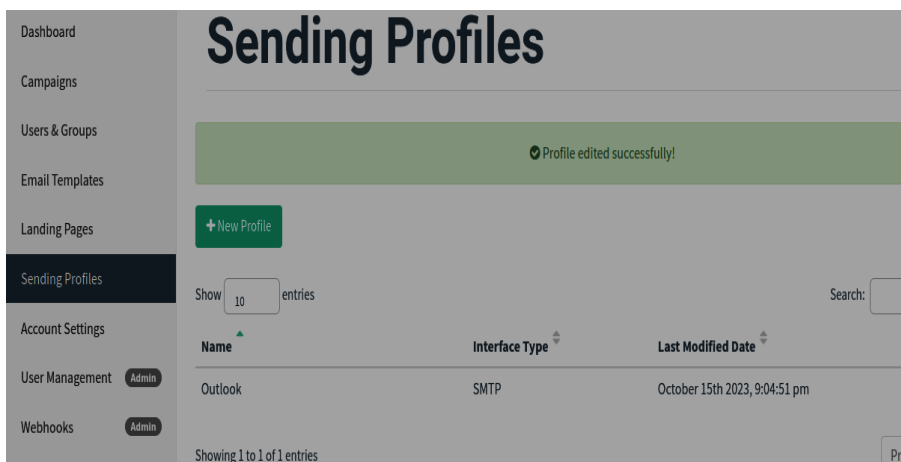 Dashboard
Campaigns
Users & Groups
Email Templates
Landing Pages
Sending Profiles
Account Settings
User Management Admin
Webhooks Admin
Sending Profiles
Profile edited successfully!
New Profile
Show 10 entries
Search:
Name Interface Type Last Modified Date
Outlook SMTP October 15th 2023, 9:04:51 pm
Showing 1 to 1 of 1 entries